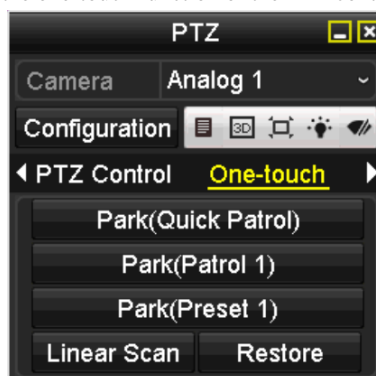 PTZ
Camera Analog 1
Configuration 3D
PTZ Control One-touch
Park(Quick Patrol)
Park(Patrol 1)
Park(Preset 1)
Linear Scan Restore